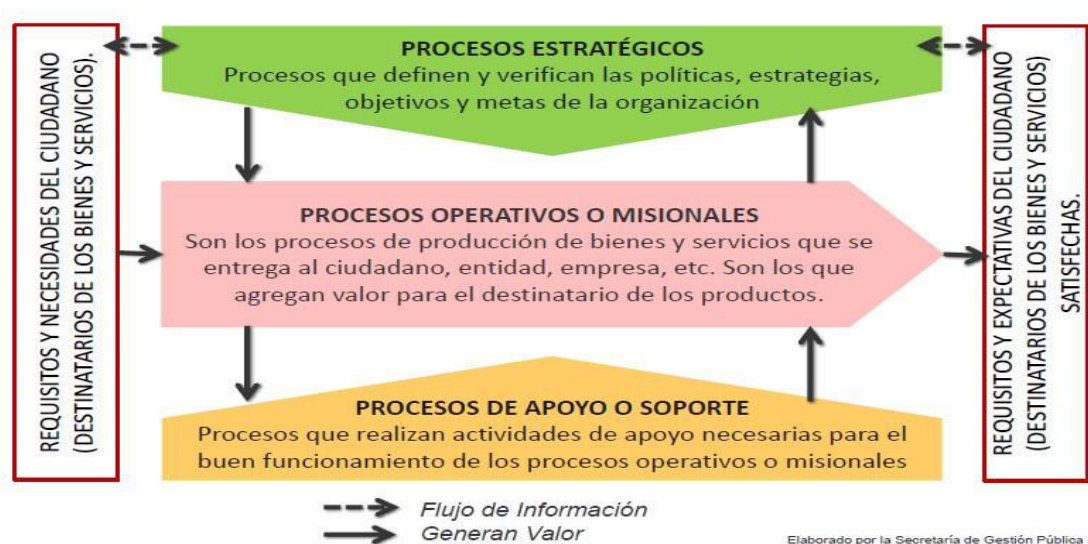 REQUISITOS Y NECESIDADES DEL CIUDADANO
(DESTINATARIOS DE LOS BIENES Y SERVICIOS).
PROCESOS ESTRATÉGICOS
Procesos que definen y verifican las políticas, estrategias,
objetivos y metas de la organización
PROCESOS OPERATIVOS O MISIONALES
Son los procesos de producción de bienes y servicios que se
entrega al ciudadano, entidad, empresa, etc. Son los que
agregan valor para el destinatario de los productos.
PROCESOS DE APOYO O SOPORTE
Procesos que realizan actividades de apoyo necesarias para el
buen funcionamiento de los procesos operativos o misionales
REQUISITOS Y EXPECTATIVAS DEL CIUDADANO
(DESTINATARIOS DE LOS BIENES Y SERVICIOS)
SATISFECHAS.
Flujo de Información
Generan Valor
Elaborado por la Secretaría de Gestión Pública